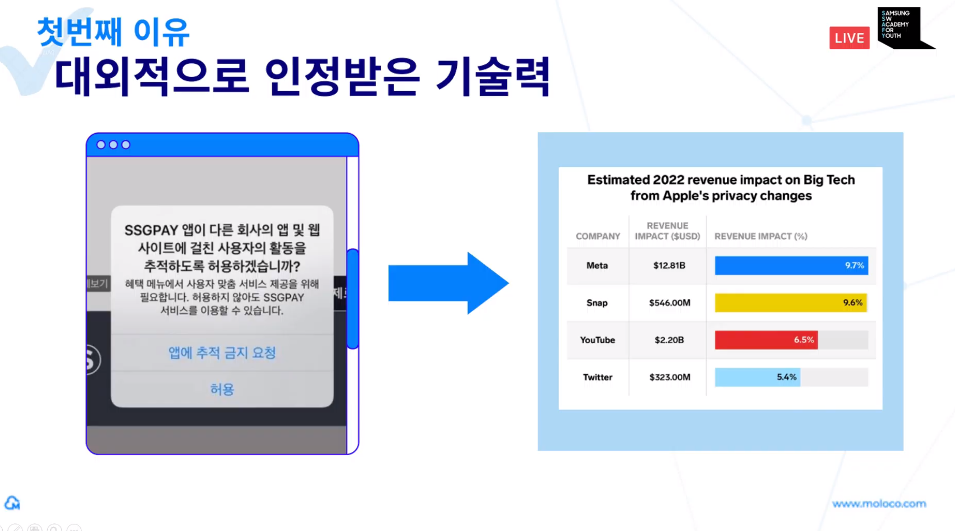 첫번째 이유
대외적으로 인정받은 기술력
LIVE
SAMSUNG
SW
ACADEMY
FOR
YOUTH
SSGPAY 앱이 다른 회사의 앱 및 웹
사이트에 걸친 사용자의 활동을
추적하도록 허용하겠습니까?
혜택 메뉴에서 사용자 맞춤 서비스 제공을 위해
필요합니다. 허용하지 않아도 SSGPAY
서비스를 이용할 수 있습니다.
앱에 추적 금지 요청
허용
Estimated 2022 revenue impact on Big Tech
from Apple's privacy changes
COMPANY REVENUE IMPACT ($USD) REVENUE IMPACT (%)
Meta $12.81B 9.7%
Snap $546.00M 9.6%
YouTube $2.20B 6.5%
Twitter $323.00M 5.4%
www.moloco.com